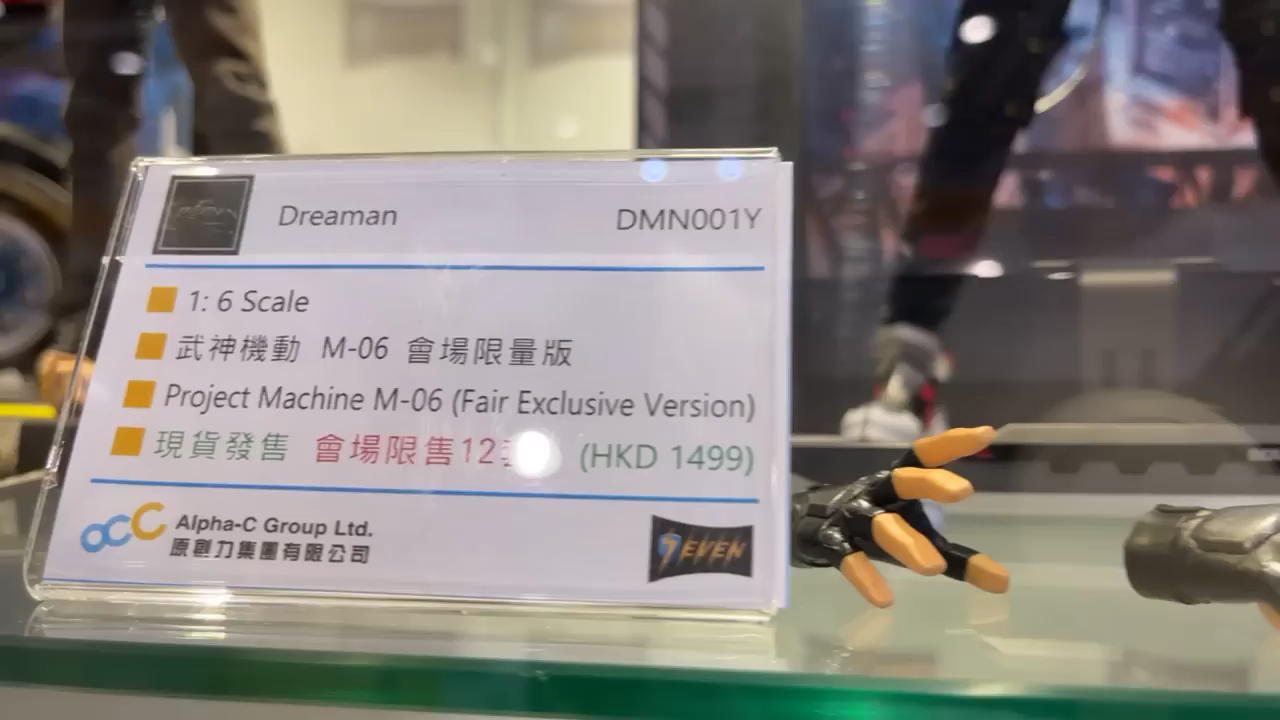 Dreaman DMN001Y
1: 6 Scale
武神機動 M-06 會場限量版
Project Machine M-06 (Fair Exclusive Version)
現貨發售 會場限售12 (HKD 1499)
Alpha-C Group Ltd.
原創力集團有限公司
SEVEN